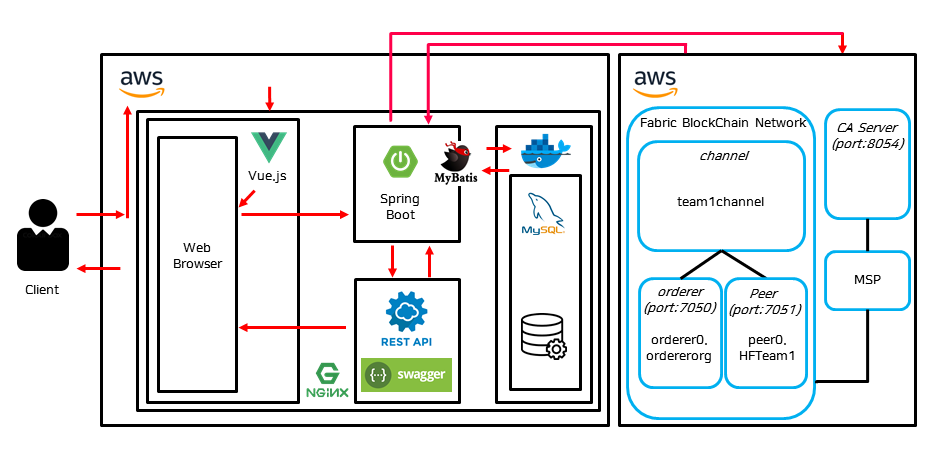 aws
Vue.js
Web
Browser
Client
Spring
Boot
MyBatis
MySQL
REST API
{··}
swagger
NGiNX
aws
Fabric BlockChain Network
channel
team1channel
orderer
(port:7050)
orderer0.
ordererorg
Peer
(port:7051)
peer0.
HFTeam1
CA Server
(port:8054)
MSP